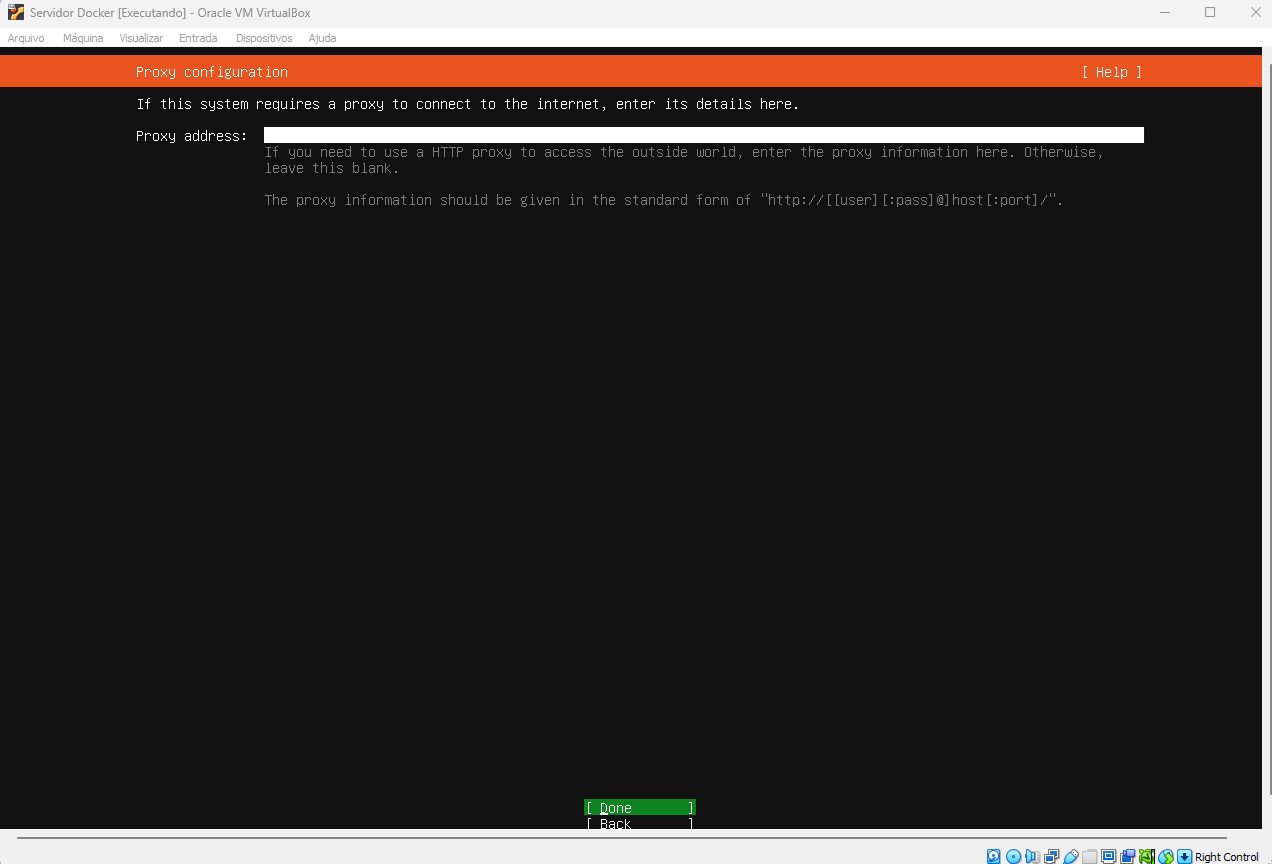 Servidor Docker [Executando] - Oracle VM VirtualBox
Arquivo Máquina Visualizar Entrada Dispositivos Ajuda
Proxy configuration [ Help ]
If this system requires a proxy to connect to the internet, enter its details here.
Proxy address:
If you need to use a HTTP proxy to access the outside world, enter the proxy information here. Otherwise,
leave this blank.
The proxy information should be given in the standard form of "http://[[user][:pass]@]host[:port]/".
[ Done ]
[ Back ]
Right Control